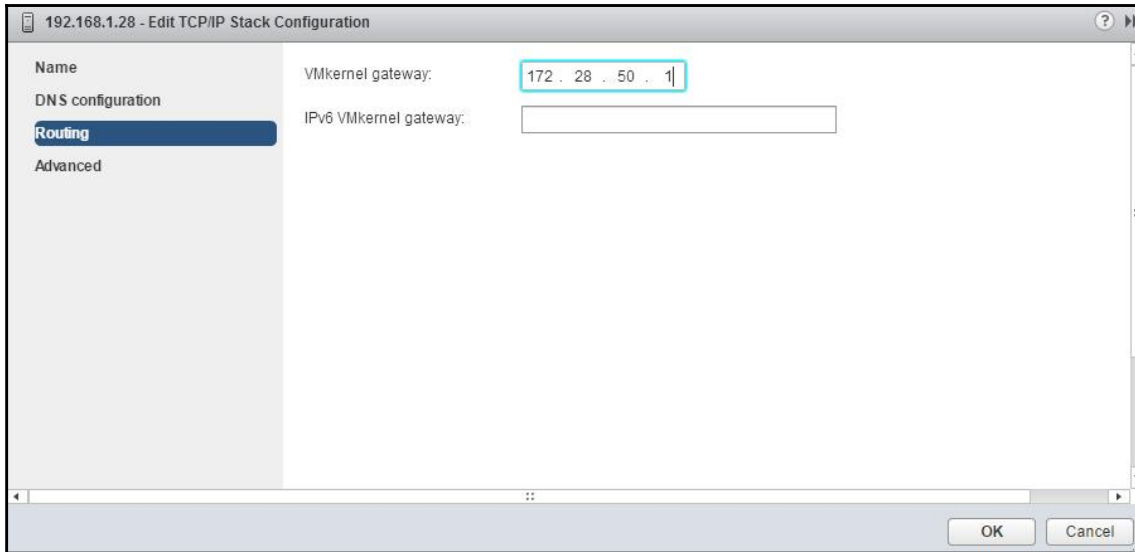 192.168.1.28 - Edit TCP/IP Stack Configuration
?
Name
DNS configuration
Routing
Advanced
VMkernel gateway:
172 . 28 . 50 . 1
IPv6 VMkernel gateway:
OK
Cancel